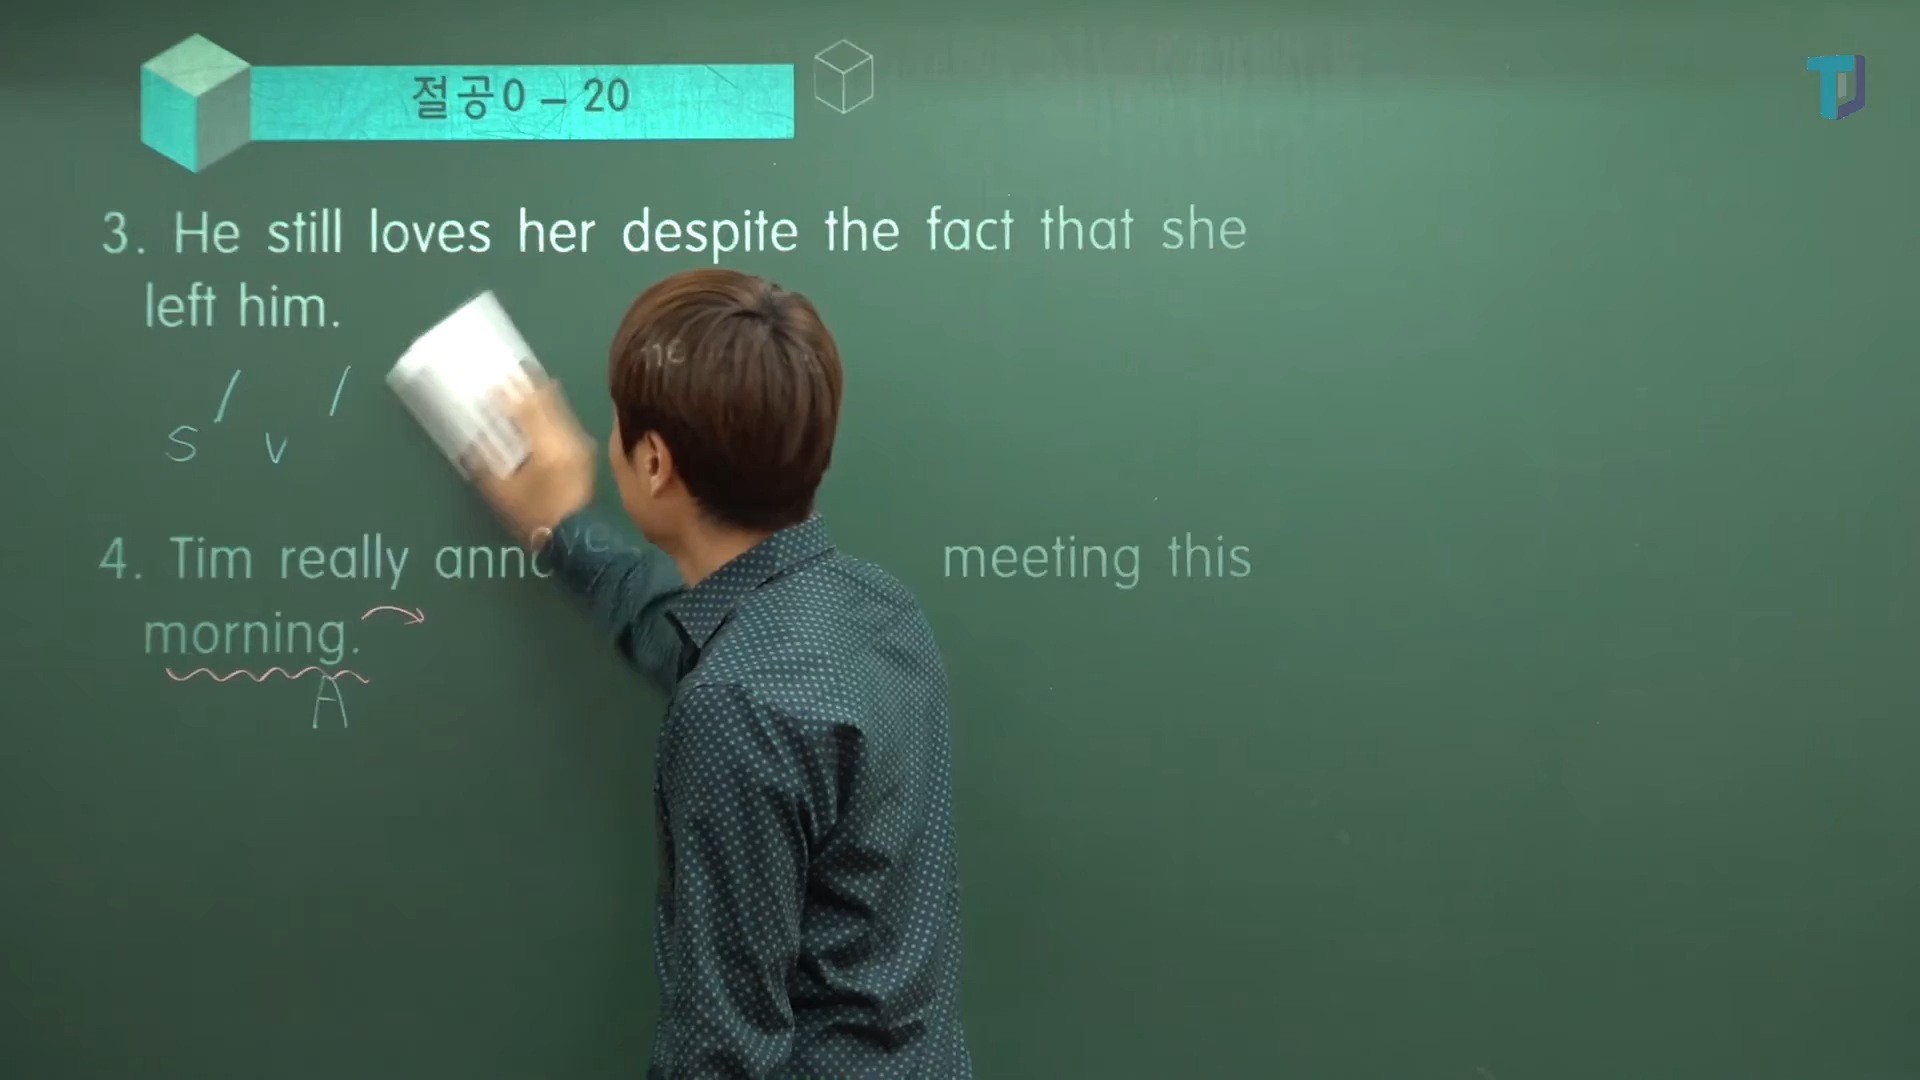 절공0 – 20
3. He still loves her despite the fact that she
left him.
/ /
S V
4. Tim really meeting this
morning.
A